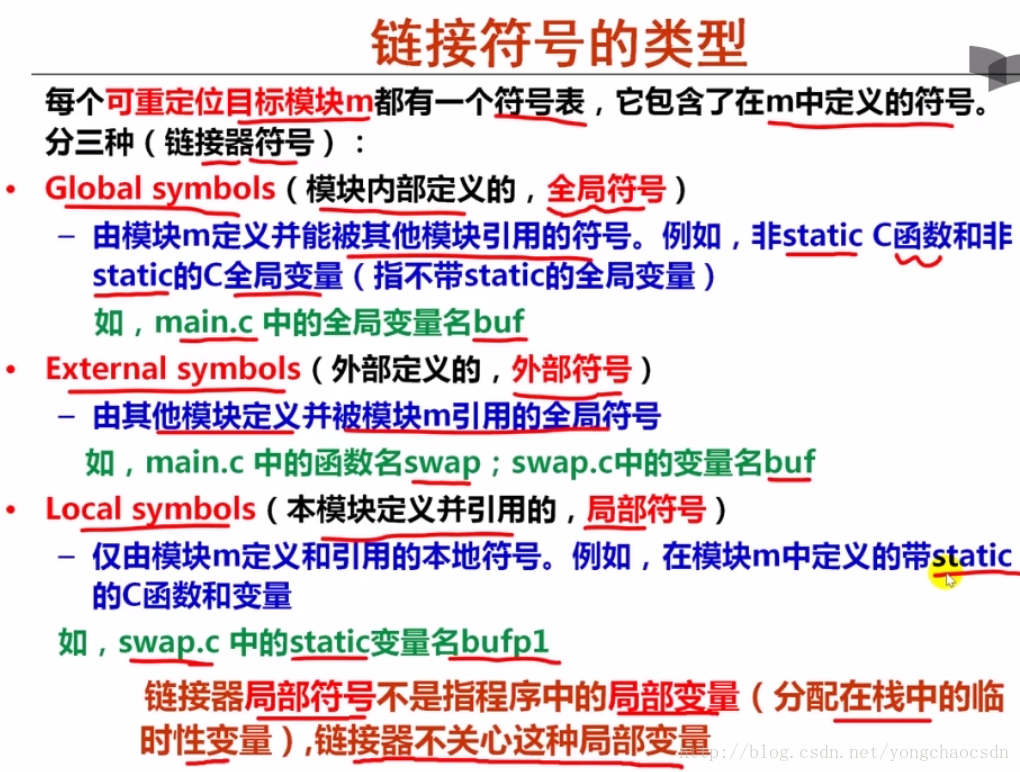 链接符号的类型
每个可重定位目标模块m都有一个符号表，它包含了在m中定义的符号。
分三种（链接器符号）：
• Global symbols（模块内部定义的，全局符号）
– 由模块m定义并能被其他模块引用的符号。例如，非static C函数和非
static的C全局变量（指不带static的全局变量）
如，main.c 中的全局变量名buf
• External symbols（外部定义的，外部符号）
– 由其他模块定义并被模块m引用的全局符号
如，main.c 中的函数名swap；swap.c中的变量名buf
• Local symbols（本模块定义并引用的，局部符号）
– 仅由模块m定义和引用的本地符号。例如，在模块m中定义的带static
的C函数和变量
如，swap.c 中的static变量名bufp1
链接器局部符号不是指程序中的局部变量（分配在栈中的临
时性变量）,链接器不关心这种局部变量
http://blog.csdn.net/yongchaocsdn